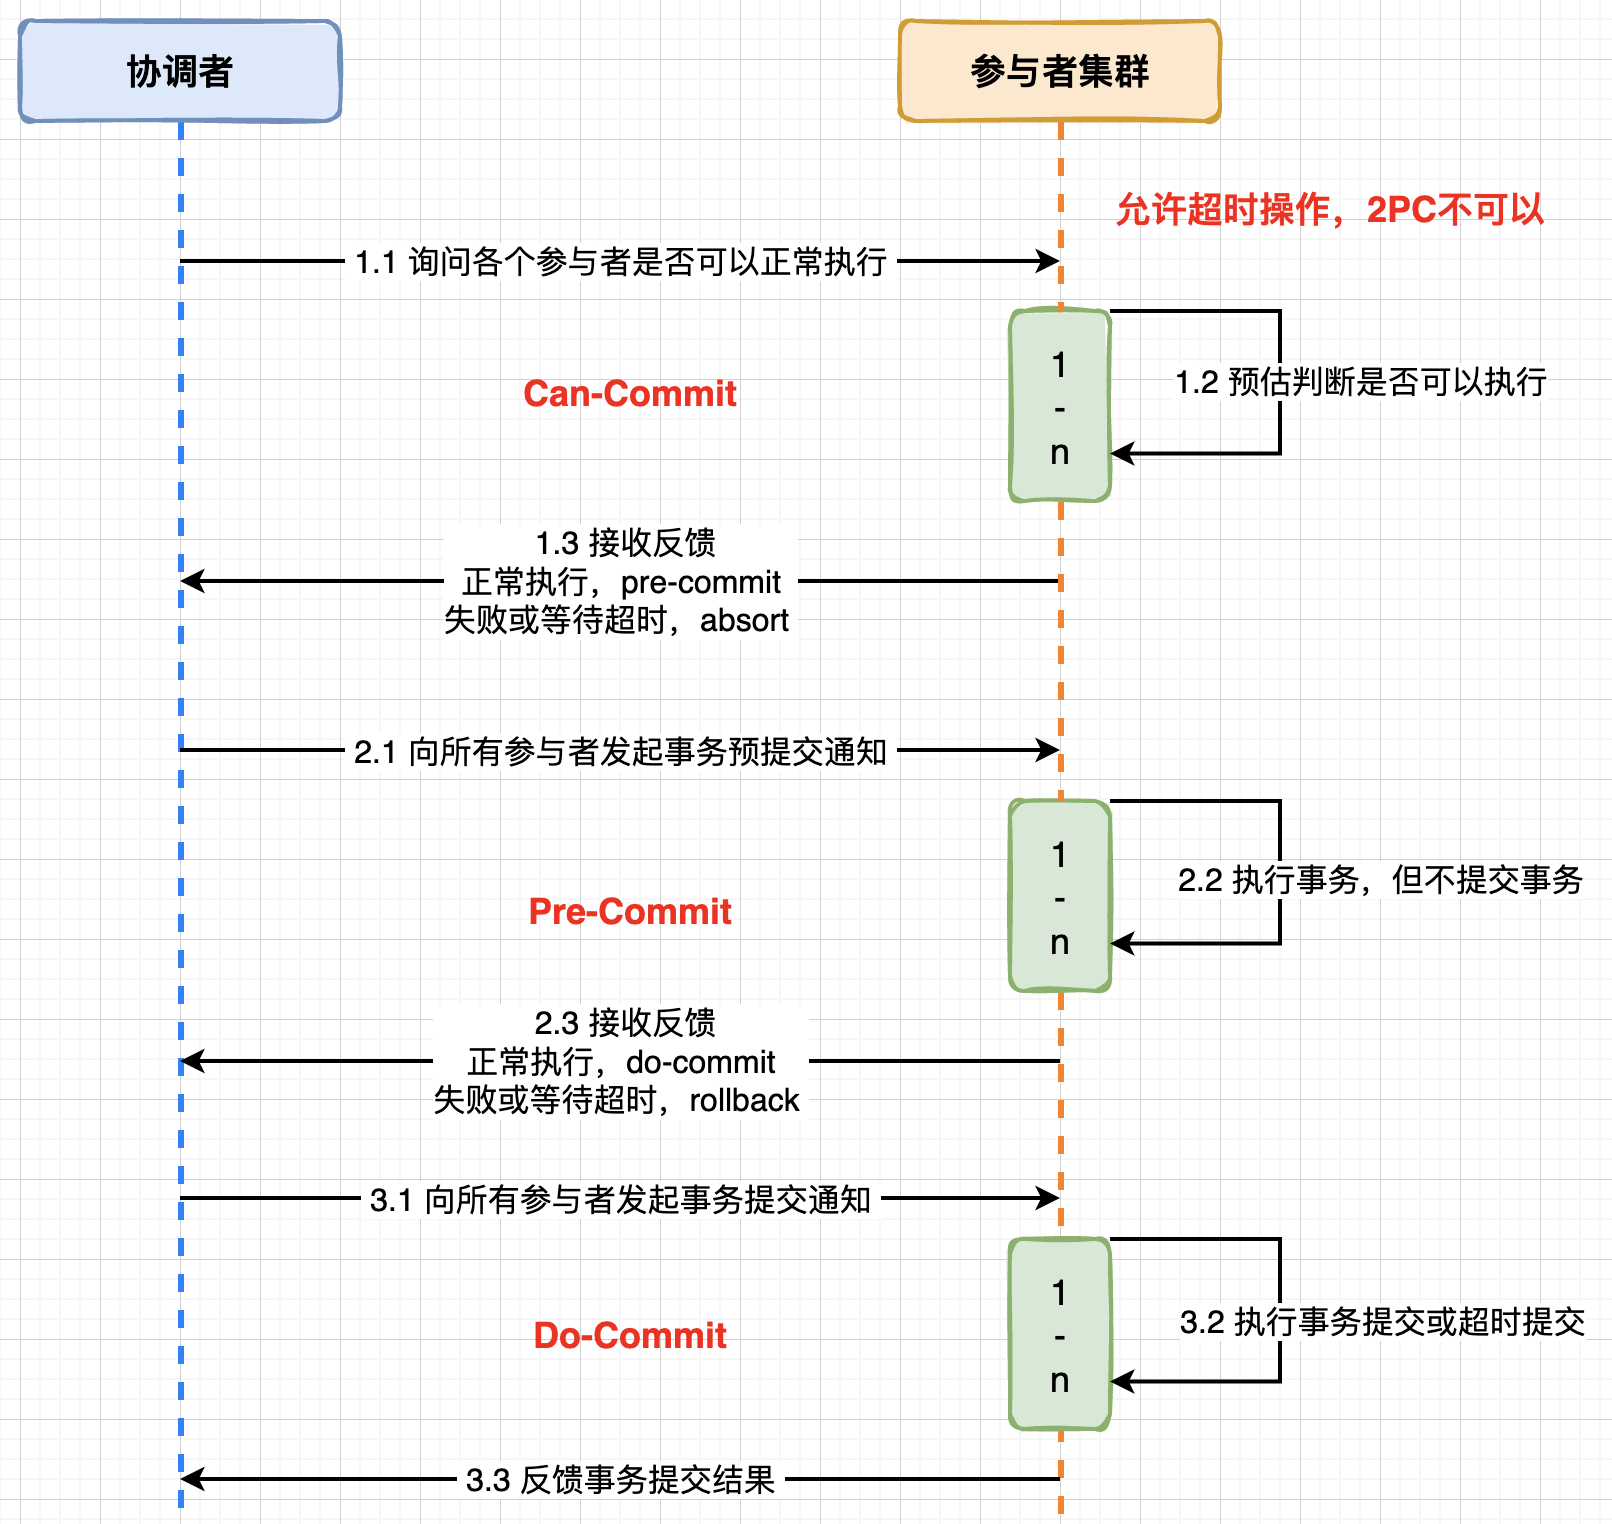 协调者
参与者集群
允许超时操作，2PC不可以
1.1 询问各个参与者是否可以正常执行
1
-
n
1.2 预估判断是否可以执行
Can-Commit
1.3 接收反馈
正常执行，pre-commit
失败或等待超时，absort
2.1 向所有参与者发起事务预提交通知
1
-
n
2.2 执行事务，但不提交事务
Pre-Commit
2.3 接收反馈
正常执行，do-commit
失败或等待超时，rollback
3.1 向所有参与者发起事务提交通知
1
-
n
3.2 执行事务提交或超时提交
Do-Commit
3.3 反馈事务提交结果